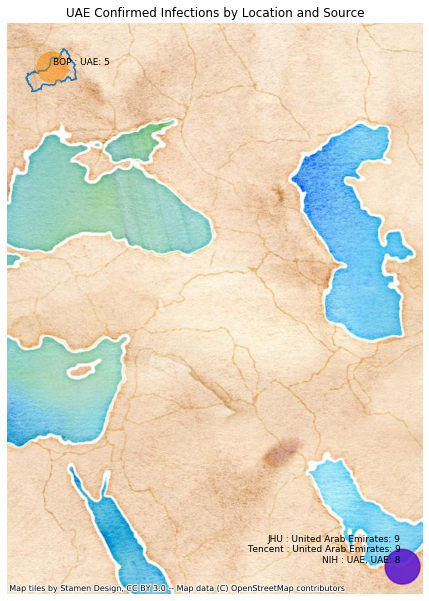 UAE Confirmed Infections by Location and Source
BOP : UAE: 5
JHU : United Arab Emirates: 9
Tencent : United Arab Emirates: 9
NIH : UAE, UAE: 8
Map tiles by Stamen Design, CC BY 3.0 -- Map data (C) OpenStreetMap contributors